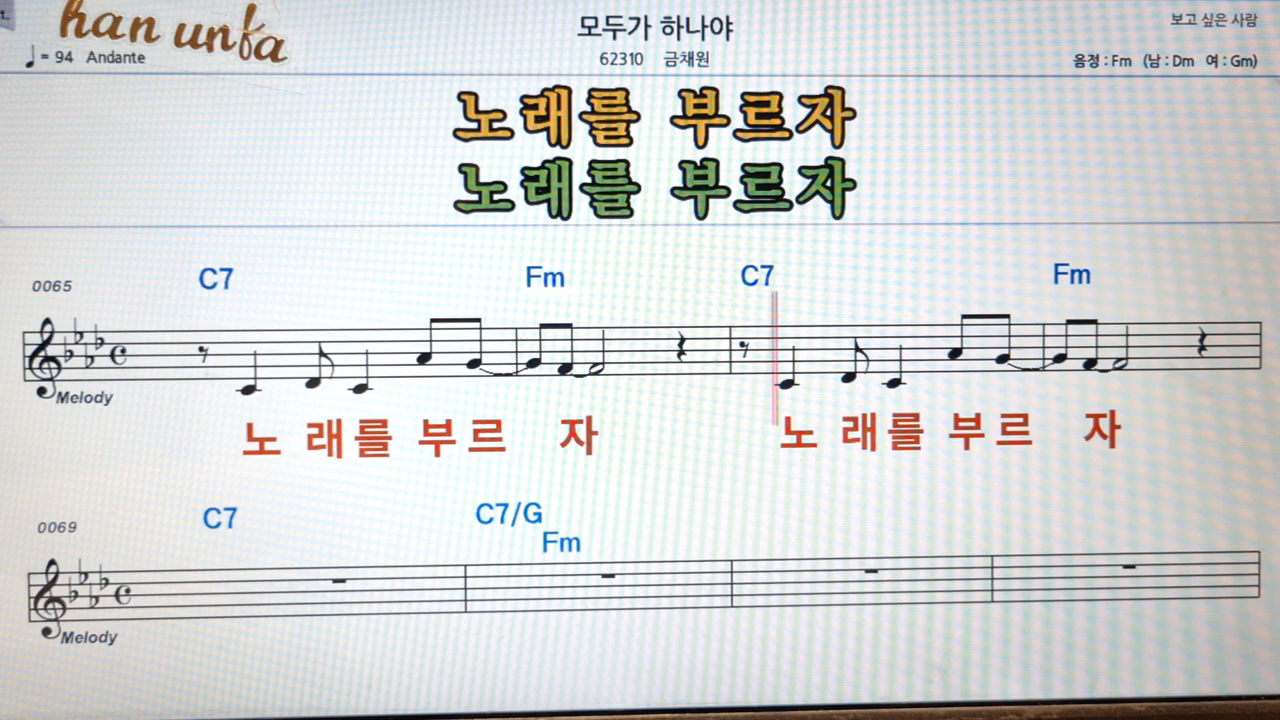 han unfa
모두가 하나야
보고 싶은 사람
♩ = 94 Andante
62310 금채원
음정 : Fm (남 : Dm 여 : Gm)
노래를 부르자
노래를 부르자
C7 Fm C7 Fm
0065
Melody
노 래를 부르 자 노 래를 부르 자
C7 C7/G
Fm
0069
Melody